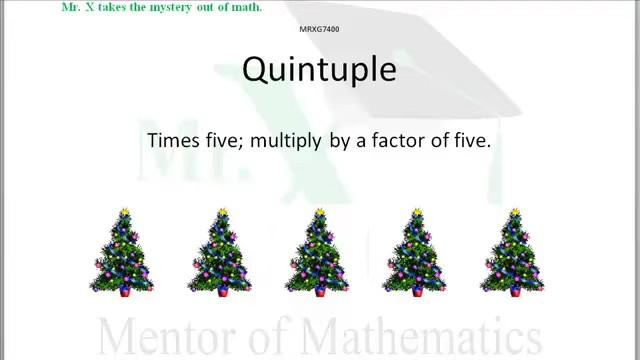 Mr. X takes the mystery out of math.
MRXG7400
Quintuple
Times five; multiply by a factor of five.
Mr. X
Mentor of Mathematics